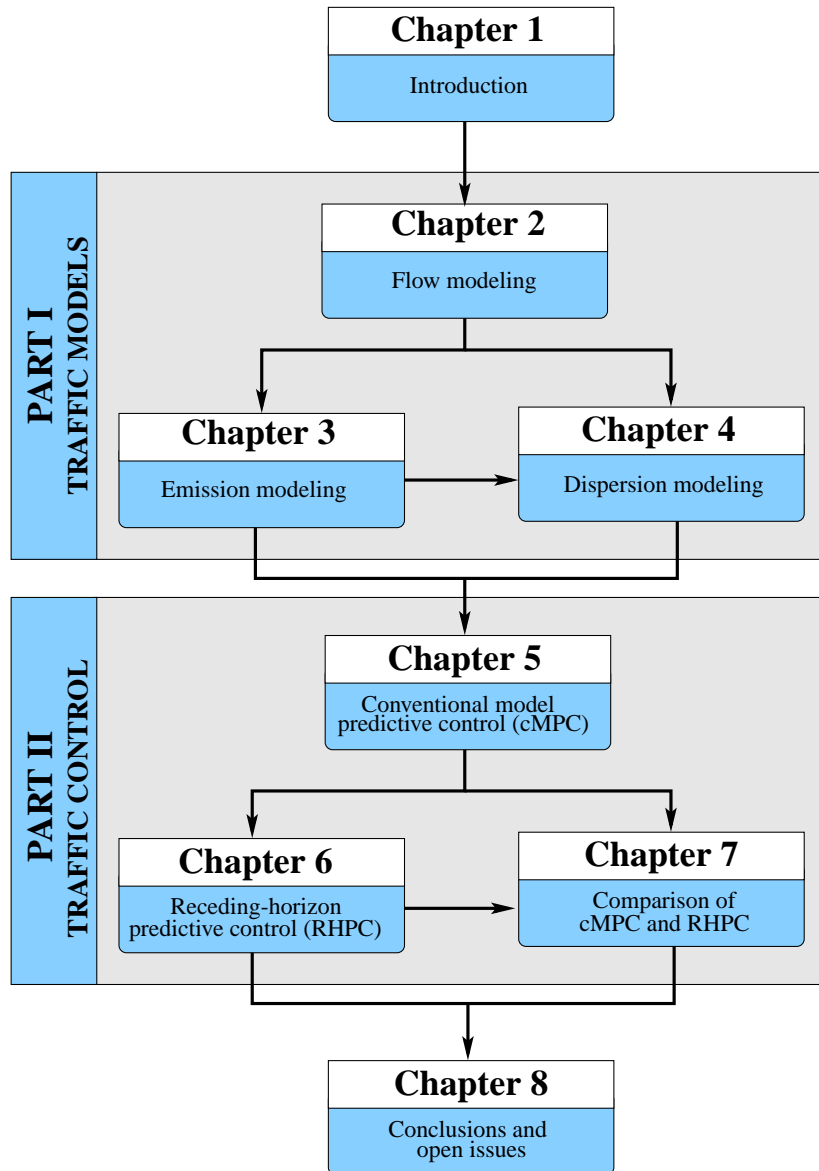 Chapter 1
Introduction
PART I
TRAFFIC MODELS
Chapter 2
Flow modeling
Chapter 3
Emission modeling
Chapter 4
Dispersion modeling
PART II
TRAFFIC CONTROL
Chapter 5
Conventional model
predictive control (cMPC)
Chapter 6
Receding-horizon
predictive control (RHPC)
Chapter 7
Comparison of
cMPC and RHPC
Chapter 8
Conclusions and
open issues